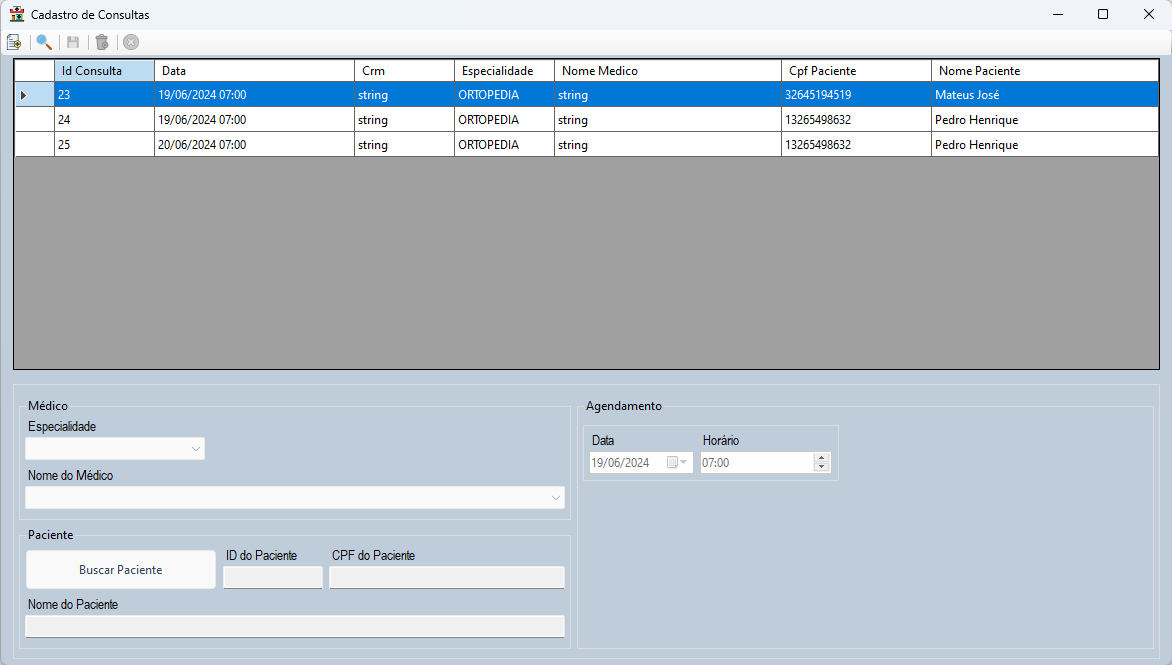 Cadastro de Consultas
Id Consulta Data Crm Especialidade Nome Medico Cpf Paciente Nome Paciente
23 19/06/2024 07:00 string ORTOPEDIA string 32645194519 Mateus José
24 19/06/2024 07:00 string ORTOPEDIA string 13265498632 Pedro Henrique
25 20/06/2024 07:00 string ORTOPEDIA string 13265498632 Pedro Henrique
Médico
Especialidade
Nome do Médico
Paciente
Buscar Paciente
ID do Paciente
CPF do Paciente
Nome do Paciente
Agendamento
Data Horário
19/06/2024 07:00